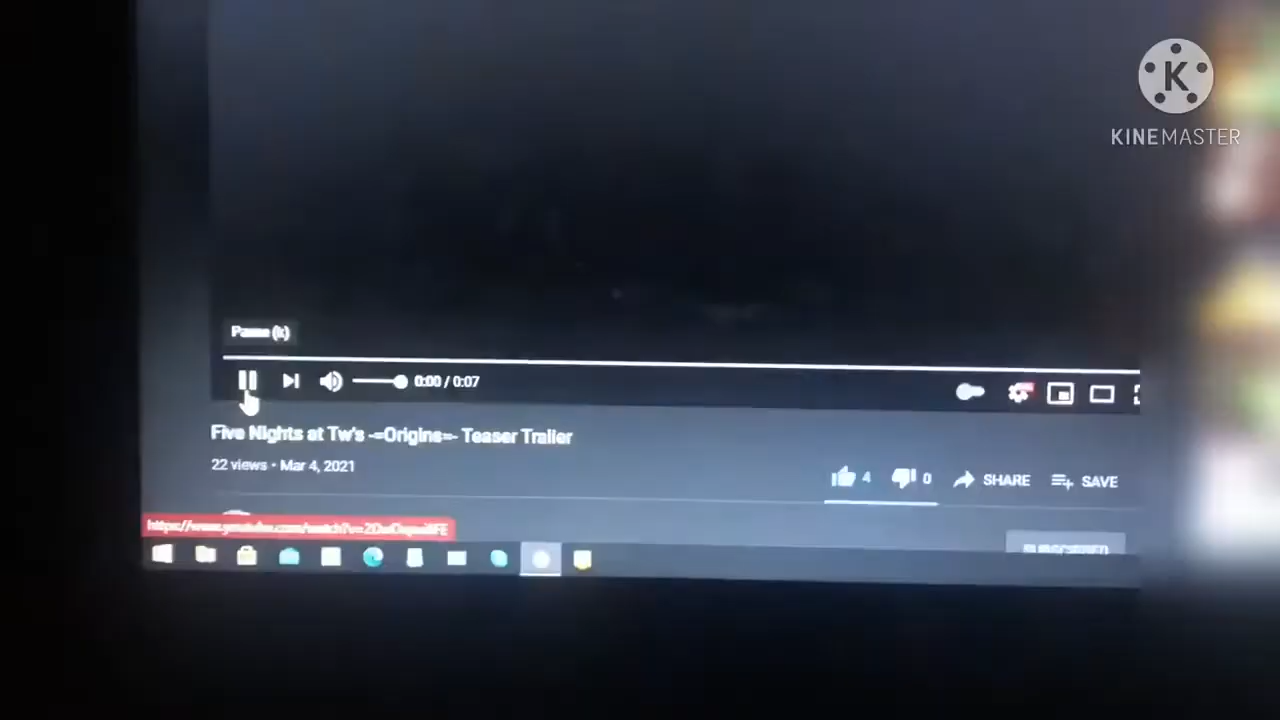 K
KINEMASTER
Pause (k)
0:00 / 0:07
Five Nights at Tw's -=Origins=- Teaser Trailer
22 views • Mar 4, 2021
4
0
SHARE
SAVE
SUBSCRIBED